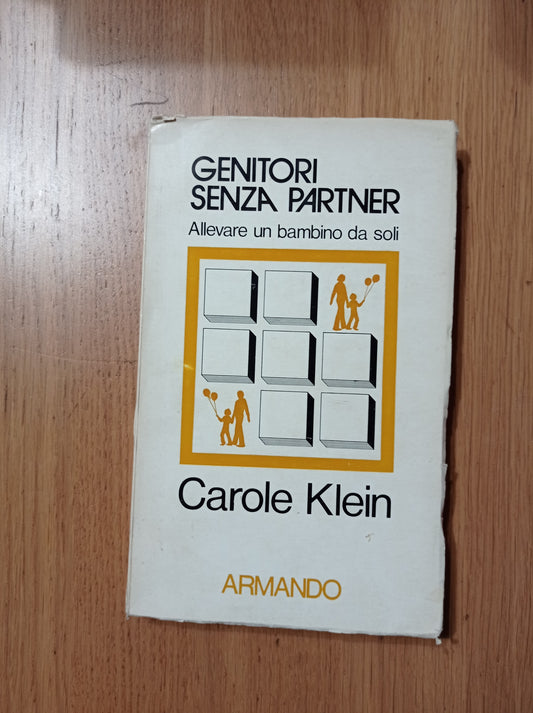 GENITORI
SENZA PARTNER
Allevare un bambino da soli
Carole Klein
ARMANDO